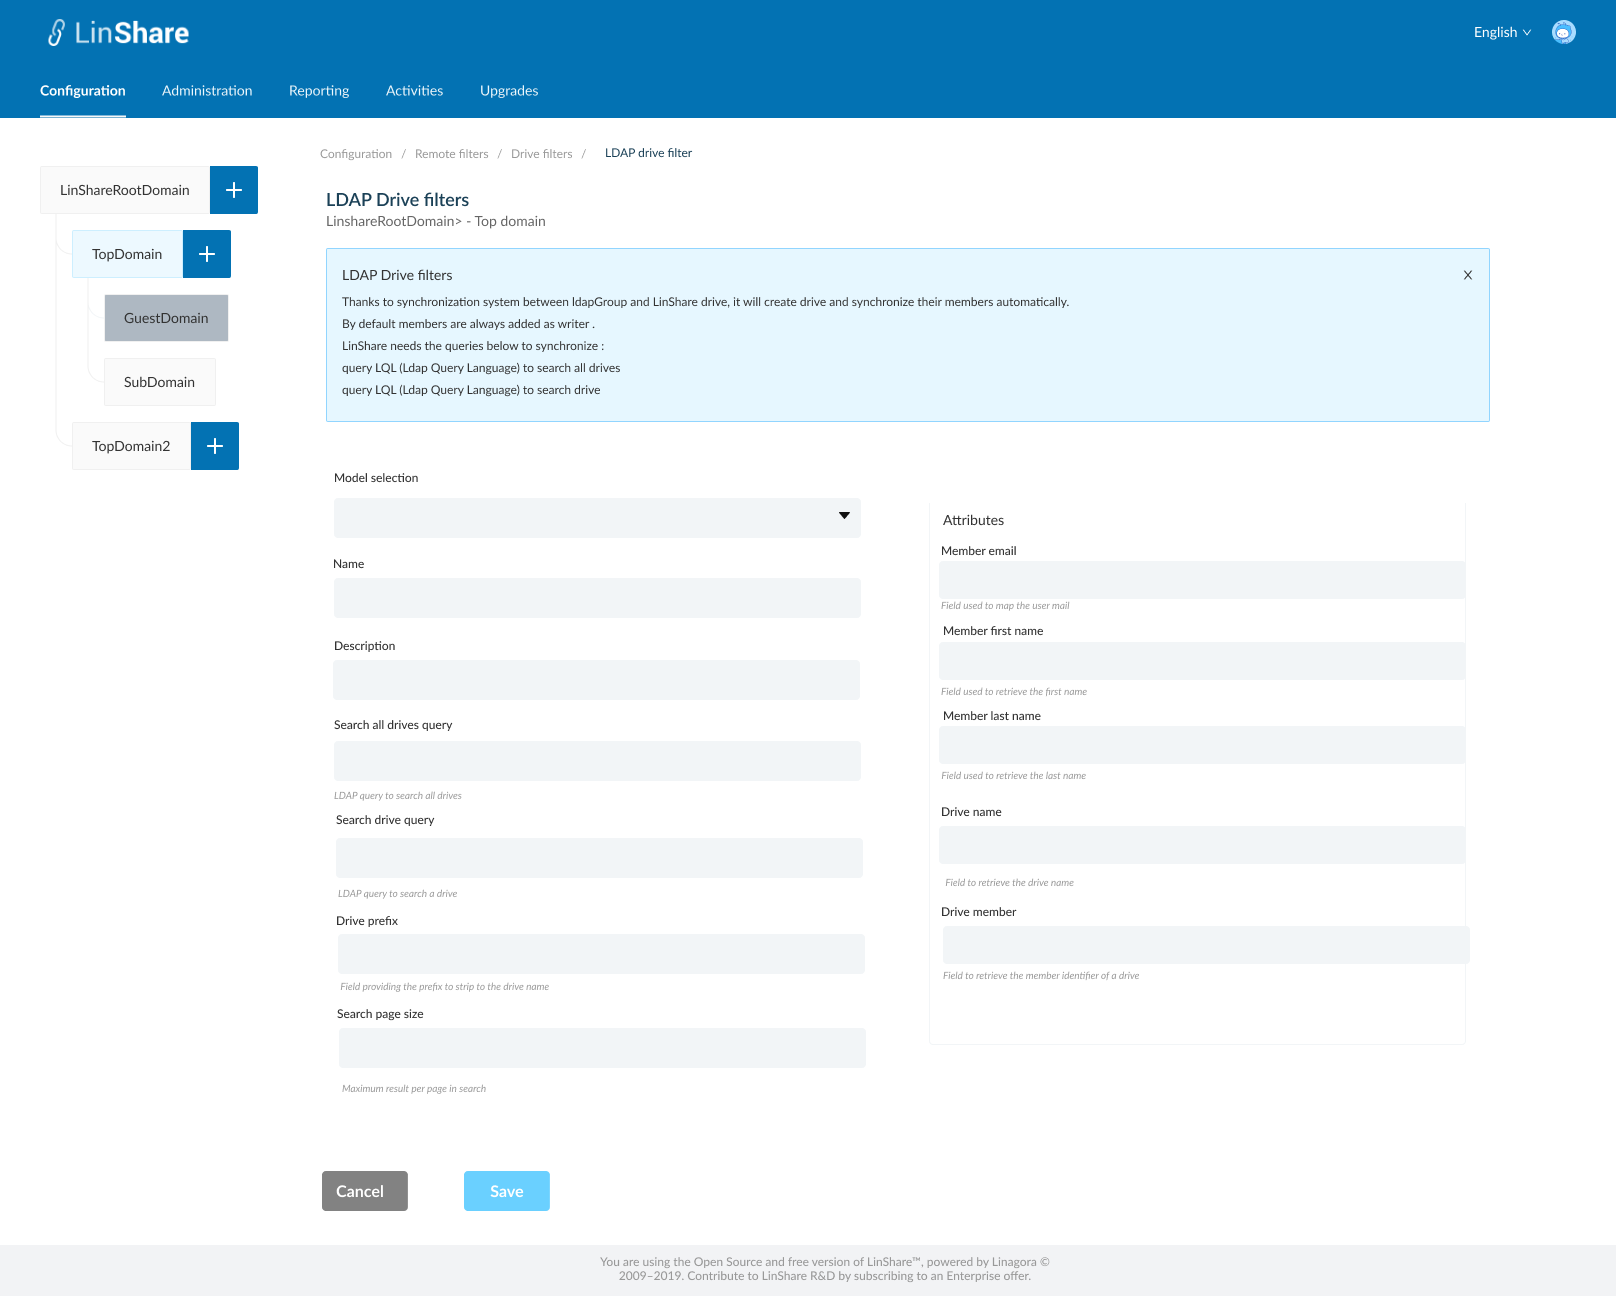 LinShare
English
Configuration
Administration
Reporting
Activities
Upgrades
LinShareRootDomain
TopDomain
GuestDomain
SubDomain
TopDomain2
Configuration / Remote filters / Drive filters / LDAP drive filter
LDAP Drive filters
LinshareRootDomain> - Top domain
LDAP Drive filters
X
Thanks to synchronization system between ldapGroup and LinShare drive, it will create drive and synchronize their members automatically.
By default members are always added as writer .
LinShare needs the queries below to synchronize :
query LQL (Ldap Query Language) to search all drives
query LQL (Ldap Query Language) to search drive
Model selection
Name
Description
Search all drives query
LDAP query to search all drives
Search drive query
LDAP query to search a drive
Drive prefix
Field providing the prefix to strip to the drive name
Search page size
Maximum result per page in search
Attributes
Member email
Field used to map the user mail
Member first name
Field used to retrieve the first name
Member last name
Field used to retrieve the last name
Drive name
Field to retrieve the drive name
Drive member
Field to retrieve the member identifier of a drive
Cancel
Save
You are using the Open Source and free version of LinShare™, powered by Linagora ©
2009–2019. Contribute to LinShare R&D by subscribing to an Enterprise offer.